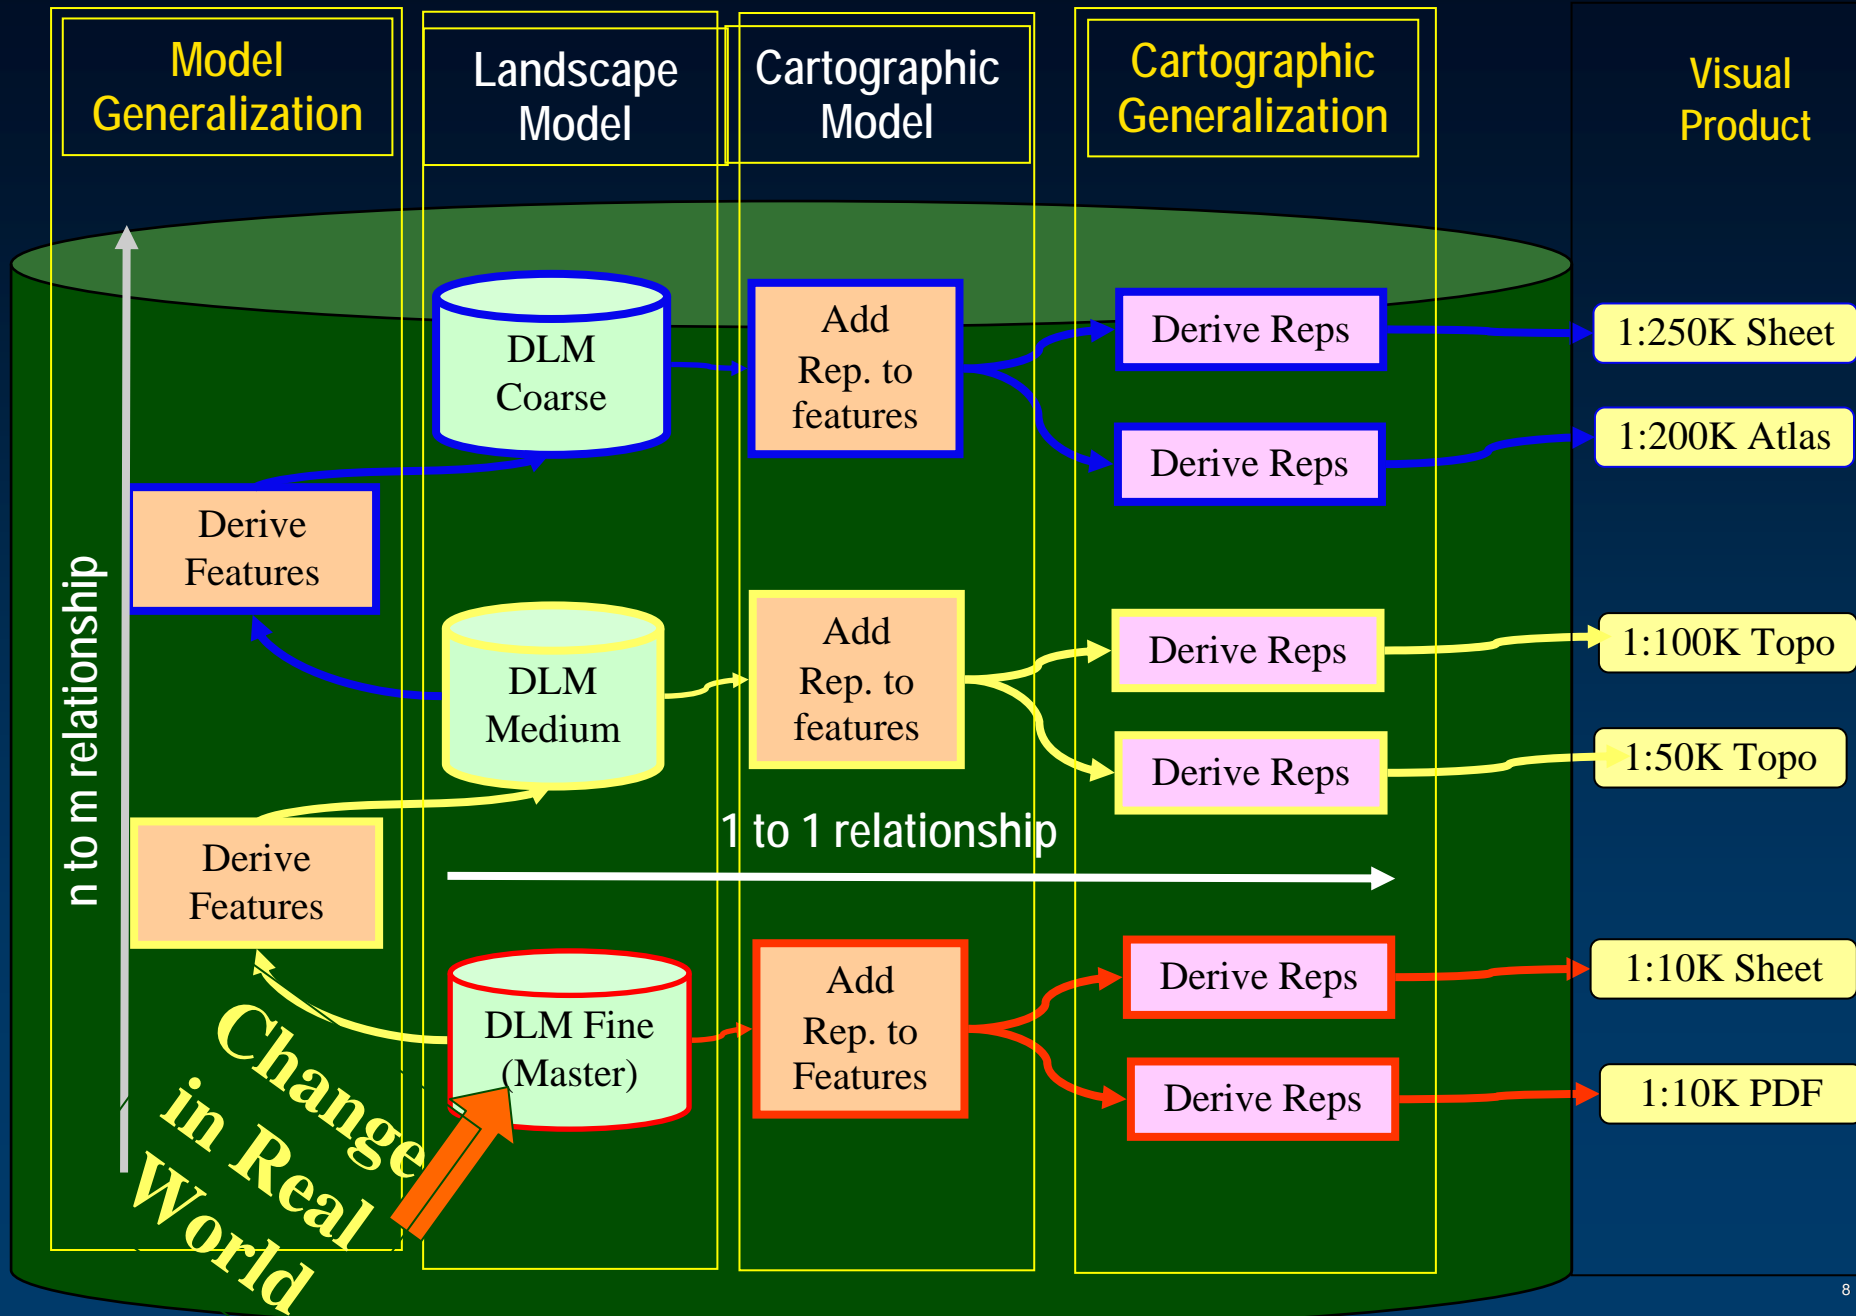 Model
Generalization
Landscape
Model
Cartographic
Model
Cartographic
Generalization
Visual
Product
n to m relationship
DLM
Coarse
Add
Rep. to
features
Derive Reps
1:250K Sheet
Derive Reps
1:200K Atlas
Derive
Features
DLM
Medium
Add
Rep. to
features
Derive Reps
1:100K Topo
Derive Reps
1:50K Topo
1 to 1 relationship
Derive
Features
DLM Fine
(Master)
Add
Rep. to
Features
Derive Reps
1:10K Sheet
Derive Reps
1:10K PDF
Change
in Real
World
8